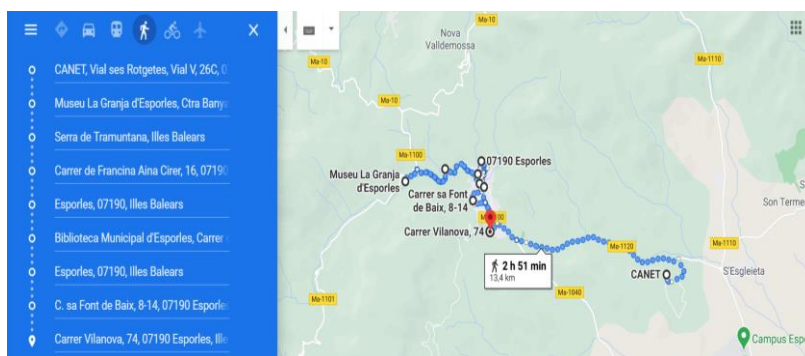 CANET, Vial ses Rotgetes, Vial V, 26C, 0
Museu La Granja d'Esporles, Ctra Banya
Serra de Tramuntana, Illes Balears
Carrer de Francina Aina Cirer, 16, 0719
Esporles, 07190, Illes Balears
Biblioteca Municipal d'Esporles, Carrer
Esporles, 07190, Illes Balears
C. sa Font de Baix, 8-14, 07190 Esporle
Carrer Vilanova, 74, 07190 Esporles, Ille
Nova
Valldemossa
Ma-10
Ma-1110
Ma-10
Ma-1100
07190 Esporles
Museu La Granja
d'Esporles
Carrer sa Font
de Baix, 8-14
Son Terme
Carrer Vilanova, 74
Ma-1120
Ma-1110
2 h 51 min
13,4 km
CANET
S'Esgleieta
Ma-1040
Ma-1101
Campus Esp